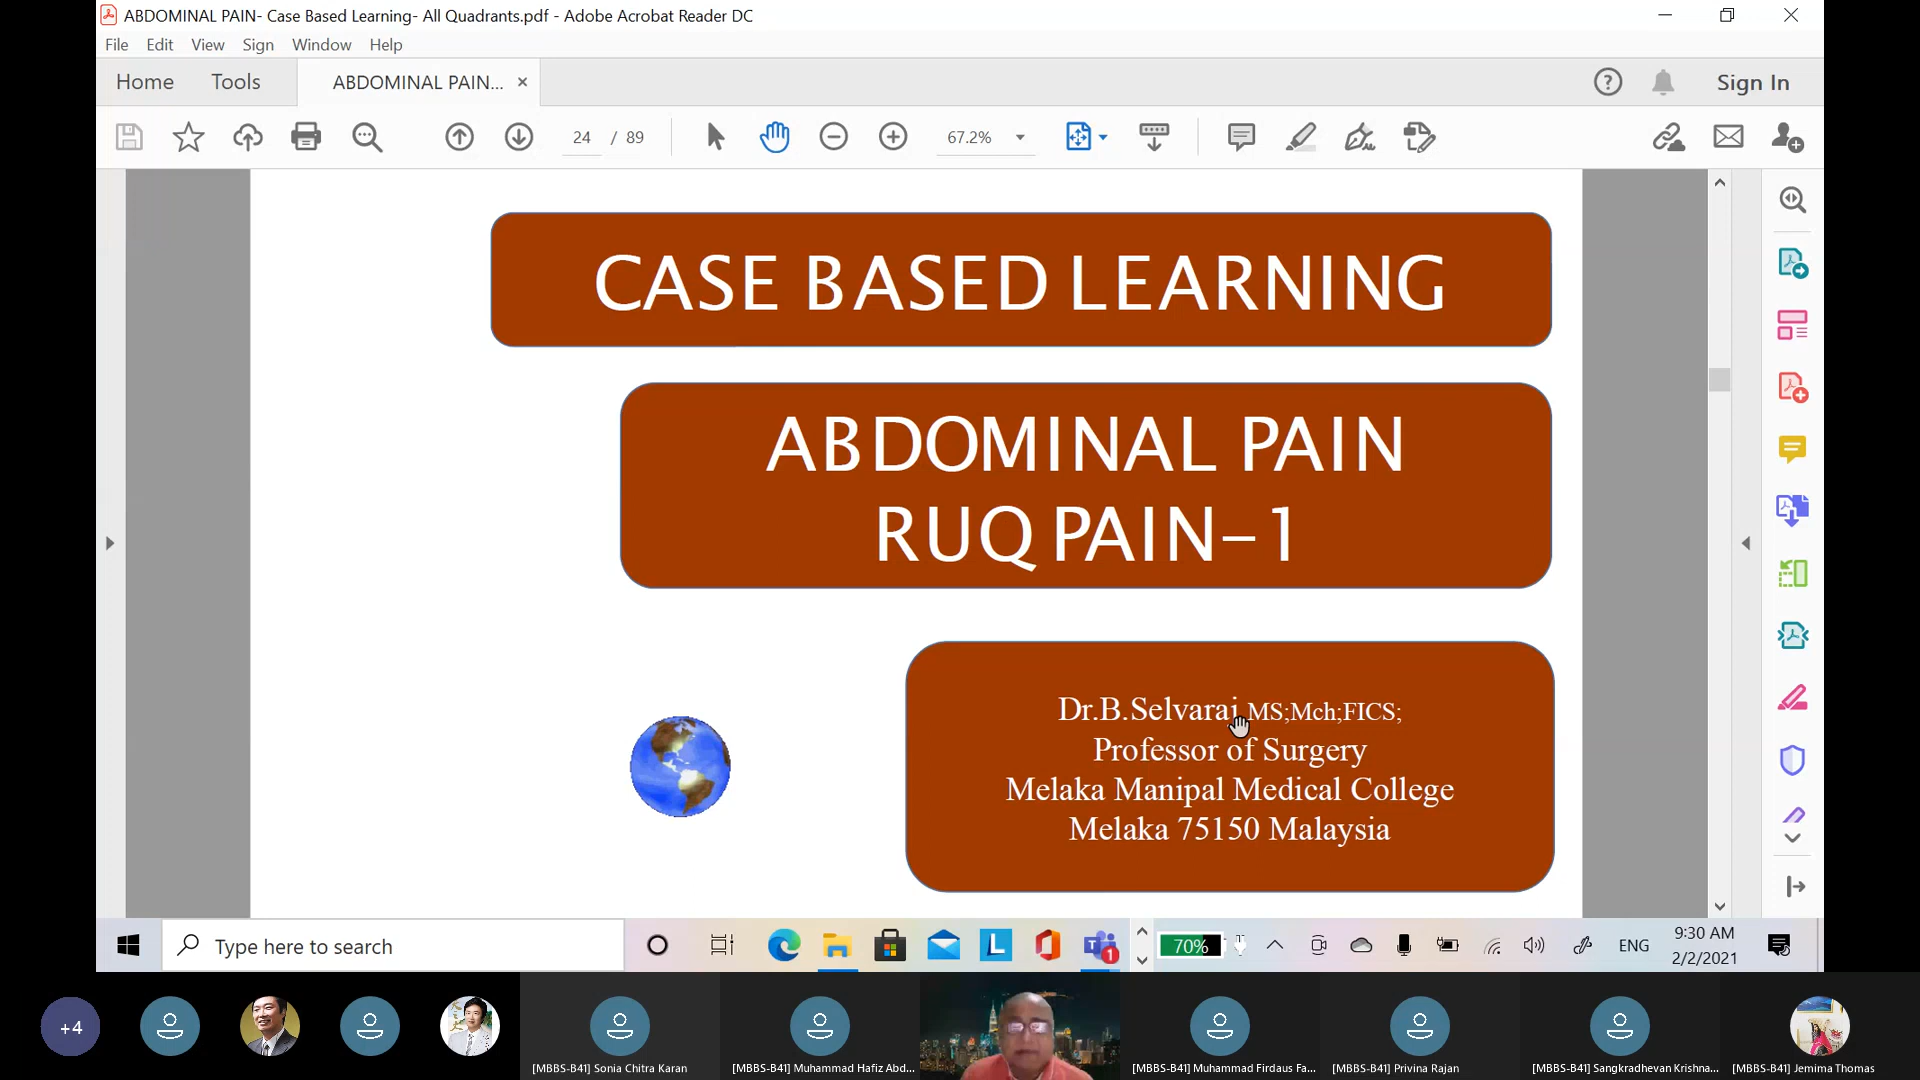 ABDOMINAL PAIN- Case Based Learning- All Quadrants.pdf - Adobe Acrobat Reader DC
File Edit View Sign Window Help
Home Tools ABDOMINAL PAIN... × Sign In
24 / 89 67.2%
CASE BASED LEARNING
ABDOMINAL PAIN
RUQ PAIN-1
Dr.B.Selvaraj MS;Mch;FICS;
Professor of Surgery
Melaka Manipal Medical College
Melaka 75150 Malaysia
Type here to search
L
1
70%
ENG
9:30 AM
2/2/2021
+4
[MBBS-B41] Sonia Chitra Karan
[MBBS-B41] Muhammad Hafiz Abd...
[MBBS-B41] Muhammad Firdaus Fa...
[MBBS-B41] Privina Rajan
[MBBS-B41] Sangkradhevan Krishna...
[MBBS-B41] Jemima Thomas